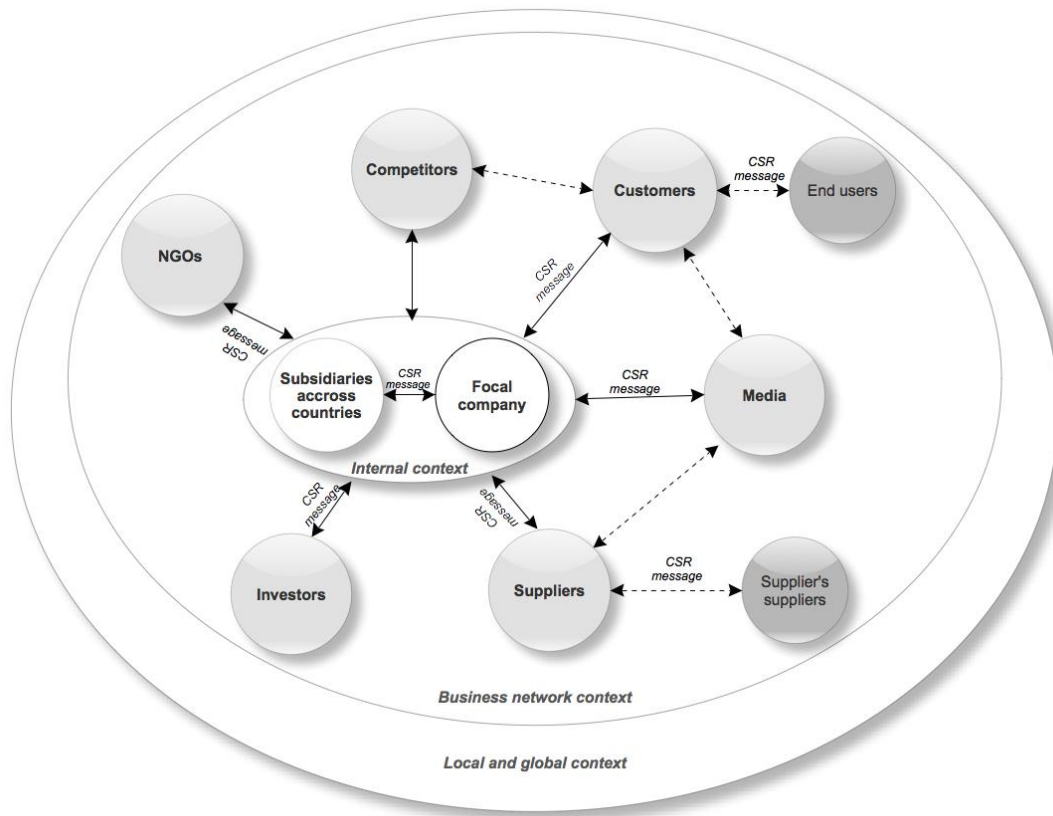 Competitors
Customers
CSR
message
End users
NGOs
CSR
message
CSR
message
Subsidiaries
accross
countries
CSR
message
Focal
company
CSR
message
Media
Internal context
CSR
message
CSR
message
Investors
Suppliers
CSR
message
Supplier's
suppliers
Business network context
Local and global context